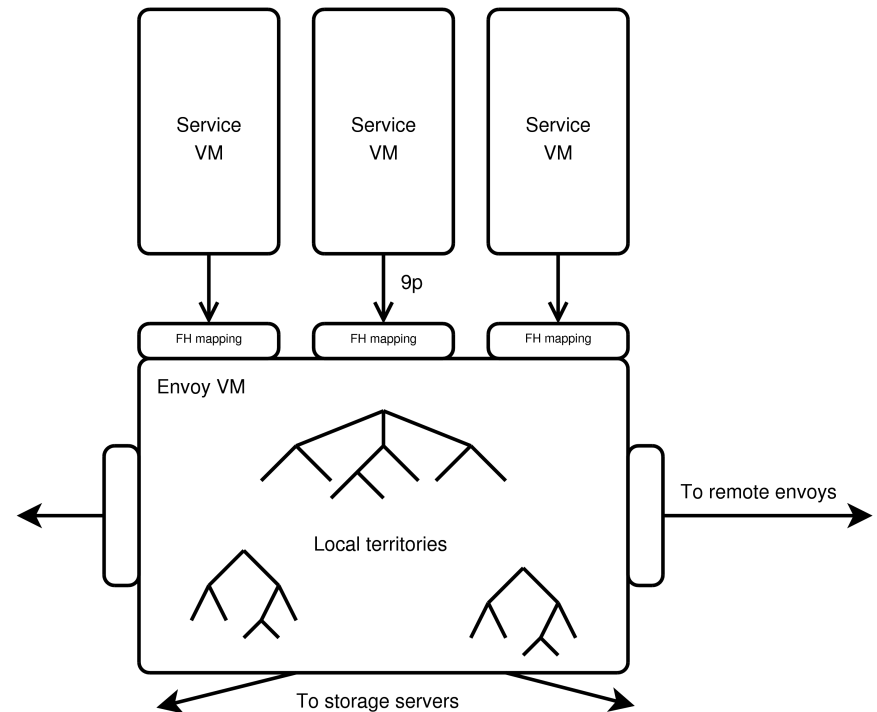 Service
VM
Service
VM
Service
VM
9p
FH mapping
FH mapping
FH mapping
Envoy VM
To remote envoys
Local territories
To storage servers